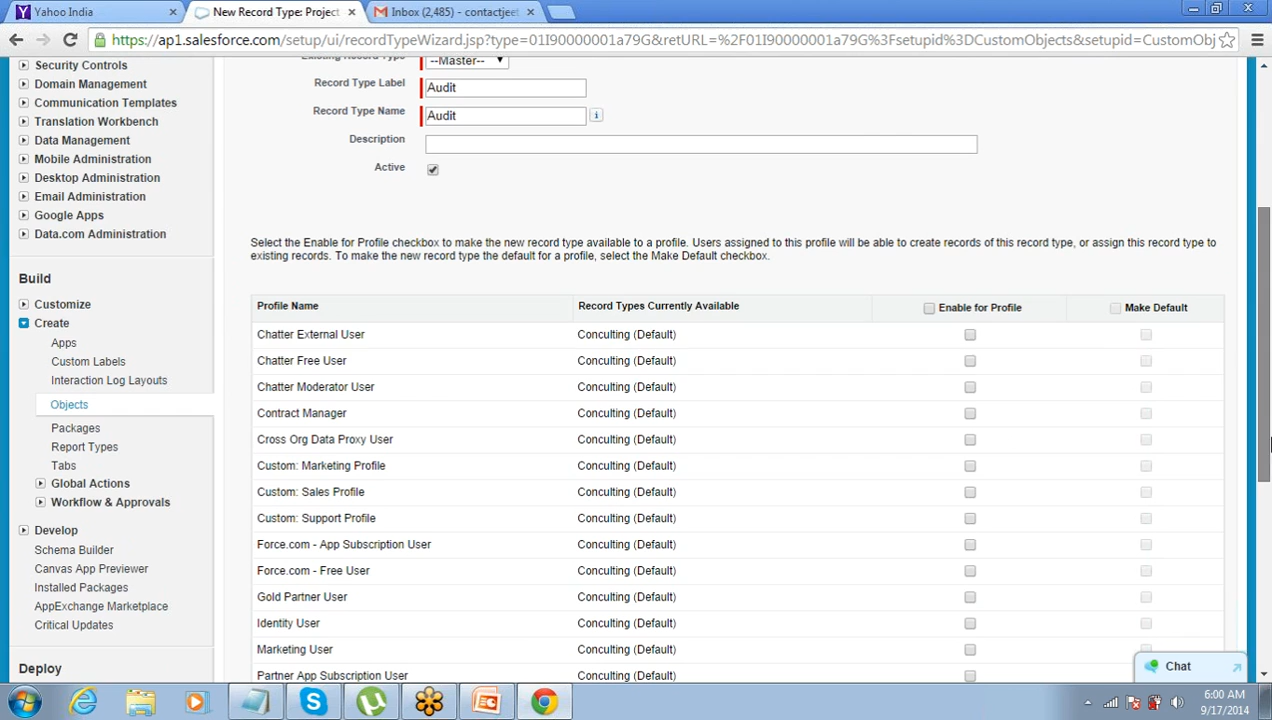 Yahoo India
New Record Type: Project
Inbox (2,485) - contactjeet
https://ap1.salesforce.com/setup/ui/recordTypeWizard.jsp?type=01I90000001a79G&retURL=%2F01I90000001a79G%3Fsetupid%3DCustomObjects&setupid=CustomObj
Security Controls
Domain Management
Communication Templates
Translation Workbench
Data Management
Mobile Administration
Desktop Administration
Email Administration
Google Apps
Data.com Administration
Build
Customize
Create
Apps
Custom Labels
Interaction Log Layouts
Objects
Packages
Report Types
Tabs
Global Actions
Workflow & Approvals
Develop
Schema Builder
Canvas App Previewer
Installed Packages
AppExchange Marketplace
Critical Updates
Deploy
Existing Record Type --Master--
Record Type Label Audit
Record Type Name Audit
Description
Active
Select the Enable for Profile checkbox to make the new record type available to a profile. Users assigned to this profile will be able to create records of this record type, or assign this record type to
existing records. To make the new record type the default for a profile, select the Make Default checkbox.
Profile Name Record Types Currently Available Enable for Profile Make Default
Chatter External User Conculting (Default)
Chatter Free User Conculting (Default)
Chatter Moderator User Conculting (Default)
Contract Manager Conculting (Default)
Cross Org Data Proxy User Conculting (Default)
Custom: Marketing Profile Conculting (Default)
Custom: Sales Profile Conculting (Default)
Custom: Support Profile Conculting (Default)
Force.com - App Subscription User Conculting (Default)
Force.com - Free User Conculting (Default)
Gold Partner User Conculting (Default)
Identity User Conculting (Default)
Marketing User Conculting (Default)
Partner App Subscription User Conculting (Default)
Chat
6:00 AM
9/17/2014